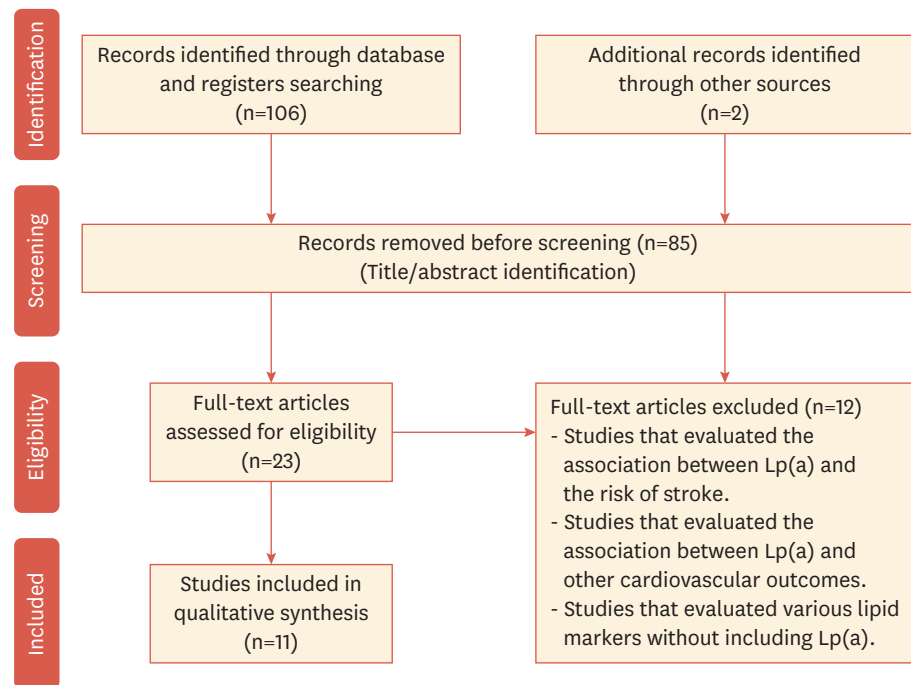 Identification
Records identified through database
and registers searching
(n=106)
Additional records identified
through other sources
(n=2)
Screening
Records removed before screening (n=85)
(Title/abstract identification)
Eligibility
Full-text articles
assessed for eligibility
(n=23)
Full-text articles excluded (n=12)
- Studies that evaluated the
association between Lp(a) and
the risk of stroke.
- Studies that evaluated the
association between Lp(a) and
other cardiovascular outcomes.
- Studies that evaluated various lipid
markers without including Lp(a).
Included
Studies included in
qualitative synthesis
(n=11)